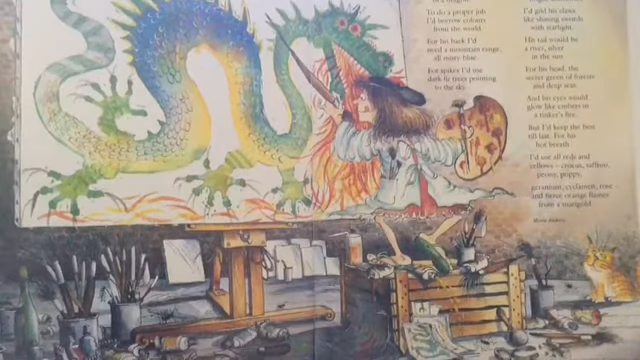 To do a proper job
I'd borrow colours
from the world.
For his back I'd
need a mountain range,
all misty-blue.
For spikes I'd use
dark fir trees pointing
to the sky.
I'd gild his claws
like shining swords
with starlight.
His tail would be
a river, silver
in the sun.
For his head, the
secret green of forests
and deep seas.
And his eyes would
glow like embers in
a tinker's fire.
But I'd keep the best
till last. For his
hot breath
I'd use all reds and
yellows – crocus, saffron,
peony, poppy,
geranium, cyclamen, rose
and fierce orange flames
from a marigold.